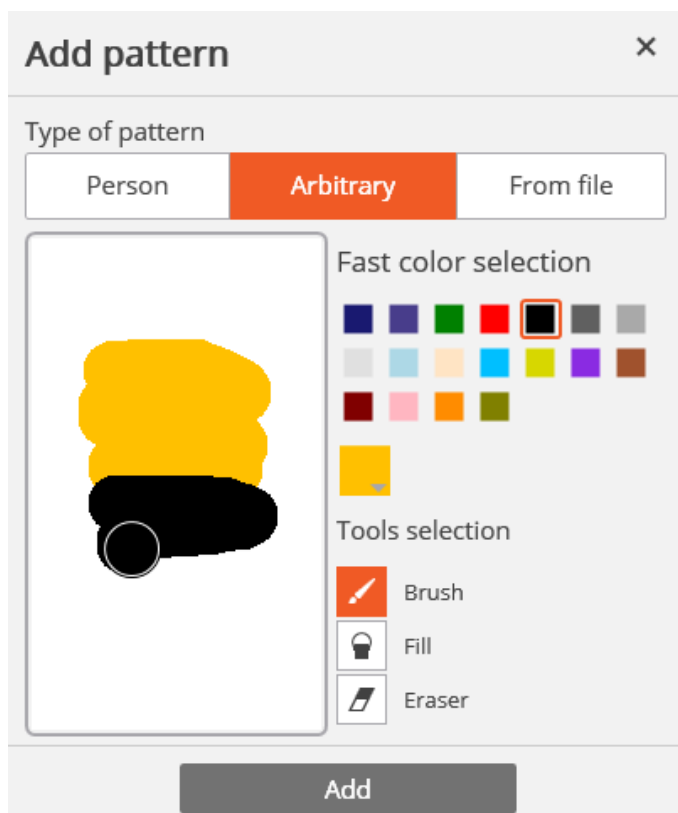 Add pattern
Type of pattern
Person
Arbitrary
From file
Fast color selection
Tools selection
Brush
Fill
Eraser
Add